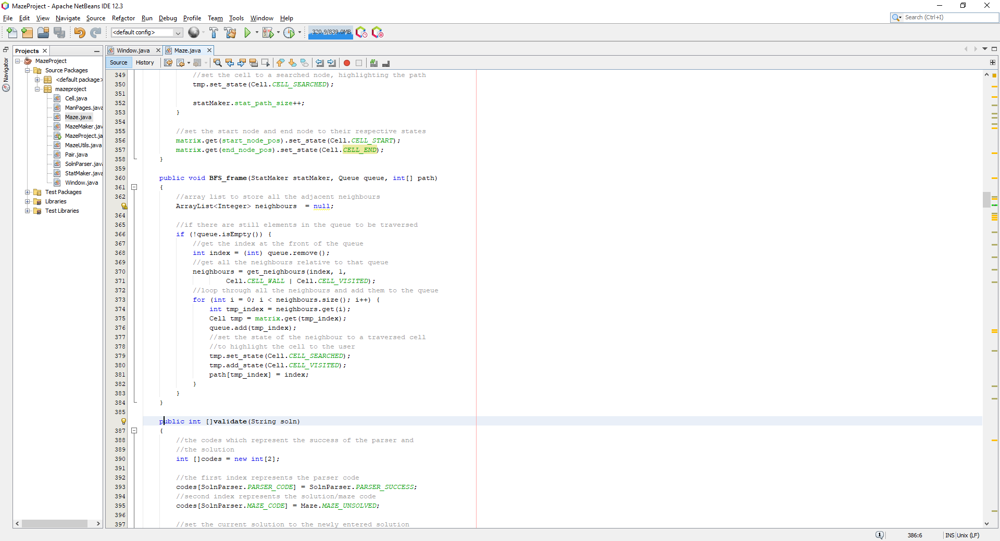 MazeProject - Apache NetBeans IDE 12.3
File Edit View Navigate Source Refactor Run Debug Profile Team Tools Window Help
Search (Ctrl+I)
<default config>
320.9/839.0MB
Projects
Navigator
MazeProject
Source Packages
<default package>
mazeproject
Cell.java
ManPages.java
Maze.java
MazeMaker.jav
MazeProject.ja
MazeUtils.java
Pair.java
SolnParser.java
StatMaker.java
Window.java
Test Packages
Libraries
Test Libraries
Window.java Maze.java
Source History
349 //set the cell to a searched node, highlighting the path
350 tmp.set_state(Cell.CELL_SEARCHED);
351
352 statMaker.stat_path_size++;
353 }
354
355 //set the start node and end node to their respective states
356 matrix.get(start_node_pos).set_state(Cell.CELL_START);
357 matrix.get(end_node_pos).set_state(Cell.CELL_END);
358 }
359
360 public void BFS_frame(StatMaker statMaker, Queue queue, int[] path)
361 {
362 //array list to store all the adjacent neighbours
ArrayList<Integer> neighbours  = null;
364
365 //if there are still elements in the queue to be traversed
366 if (!queue.isEmpty()) {
367 //get the index at the front of the queue
368 int index = (int) queue.remove();
369 //get all the neighbours relative to that queue
370 neighbours = get_neighbours(index, 1,
371 Cell.CELL_WALL | Cell.CELL_VISITED);
372 //loop through all the neighbours and add them to the queue
373 for (int i = 0; i < neighbours.size(); i++) {
374 int tmp_index = neighbours.get(i);
375 Cell tmp = matrix.get(tmp_index);
376 queue.add(tmp_index);
377 //set the state of the neighbour to a traversed cell
378 //to highlight the cell to the user
379 tmp.set_state(Cell.CELL_SEARCHED);
380 tmp.add_state(Cell.CELL_VISITED);
381 path[tmp_index] = index;
382 }
383 }
384 }
385
public int []validate(String soln)
387 {
388 //the codes which represent the success of the parser and
389 //the solution
390 int []codes = new int[2];
391
392 //the first index represents the parser code
393 codes[SolnParser.PARSER_CODE] = SolnParser.PARSER_SUCCESS;
394 //second index represents the solution/maze code
395 codes[SolnParser.MAZE_CODE] = Maze.MAZE_UNSOLVED;
396
397 //set the current solution to the newly entered solution
1 386:6 INS Unix (LF)